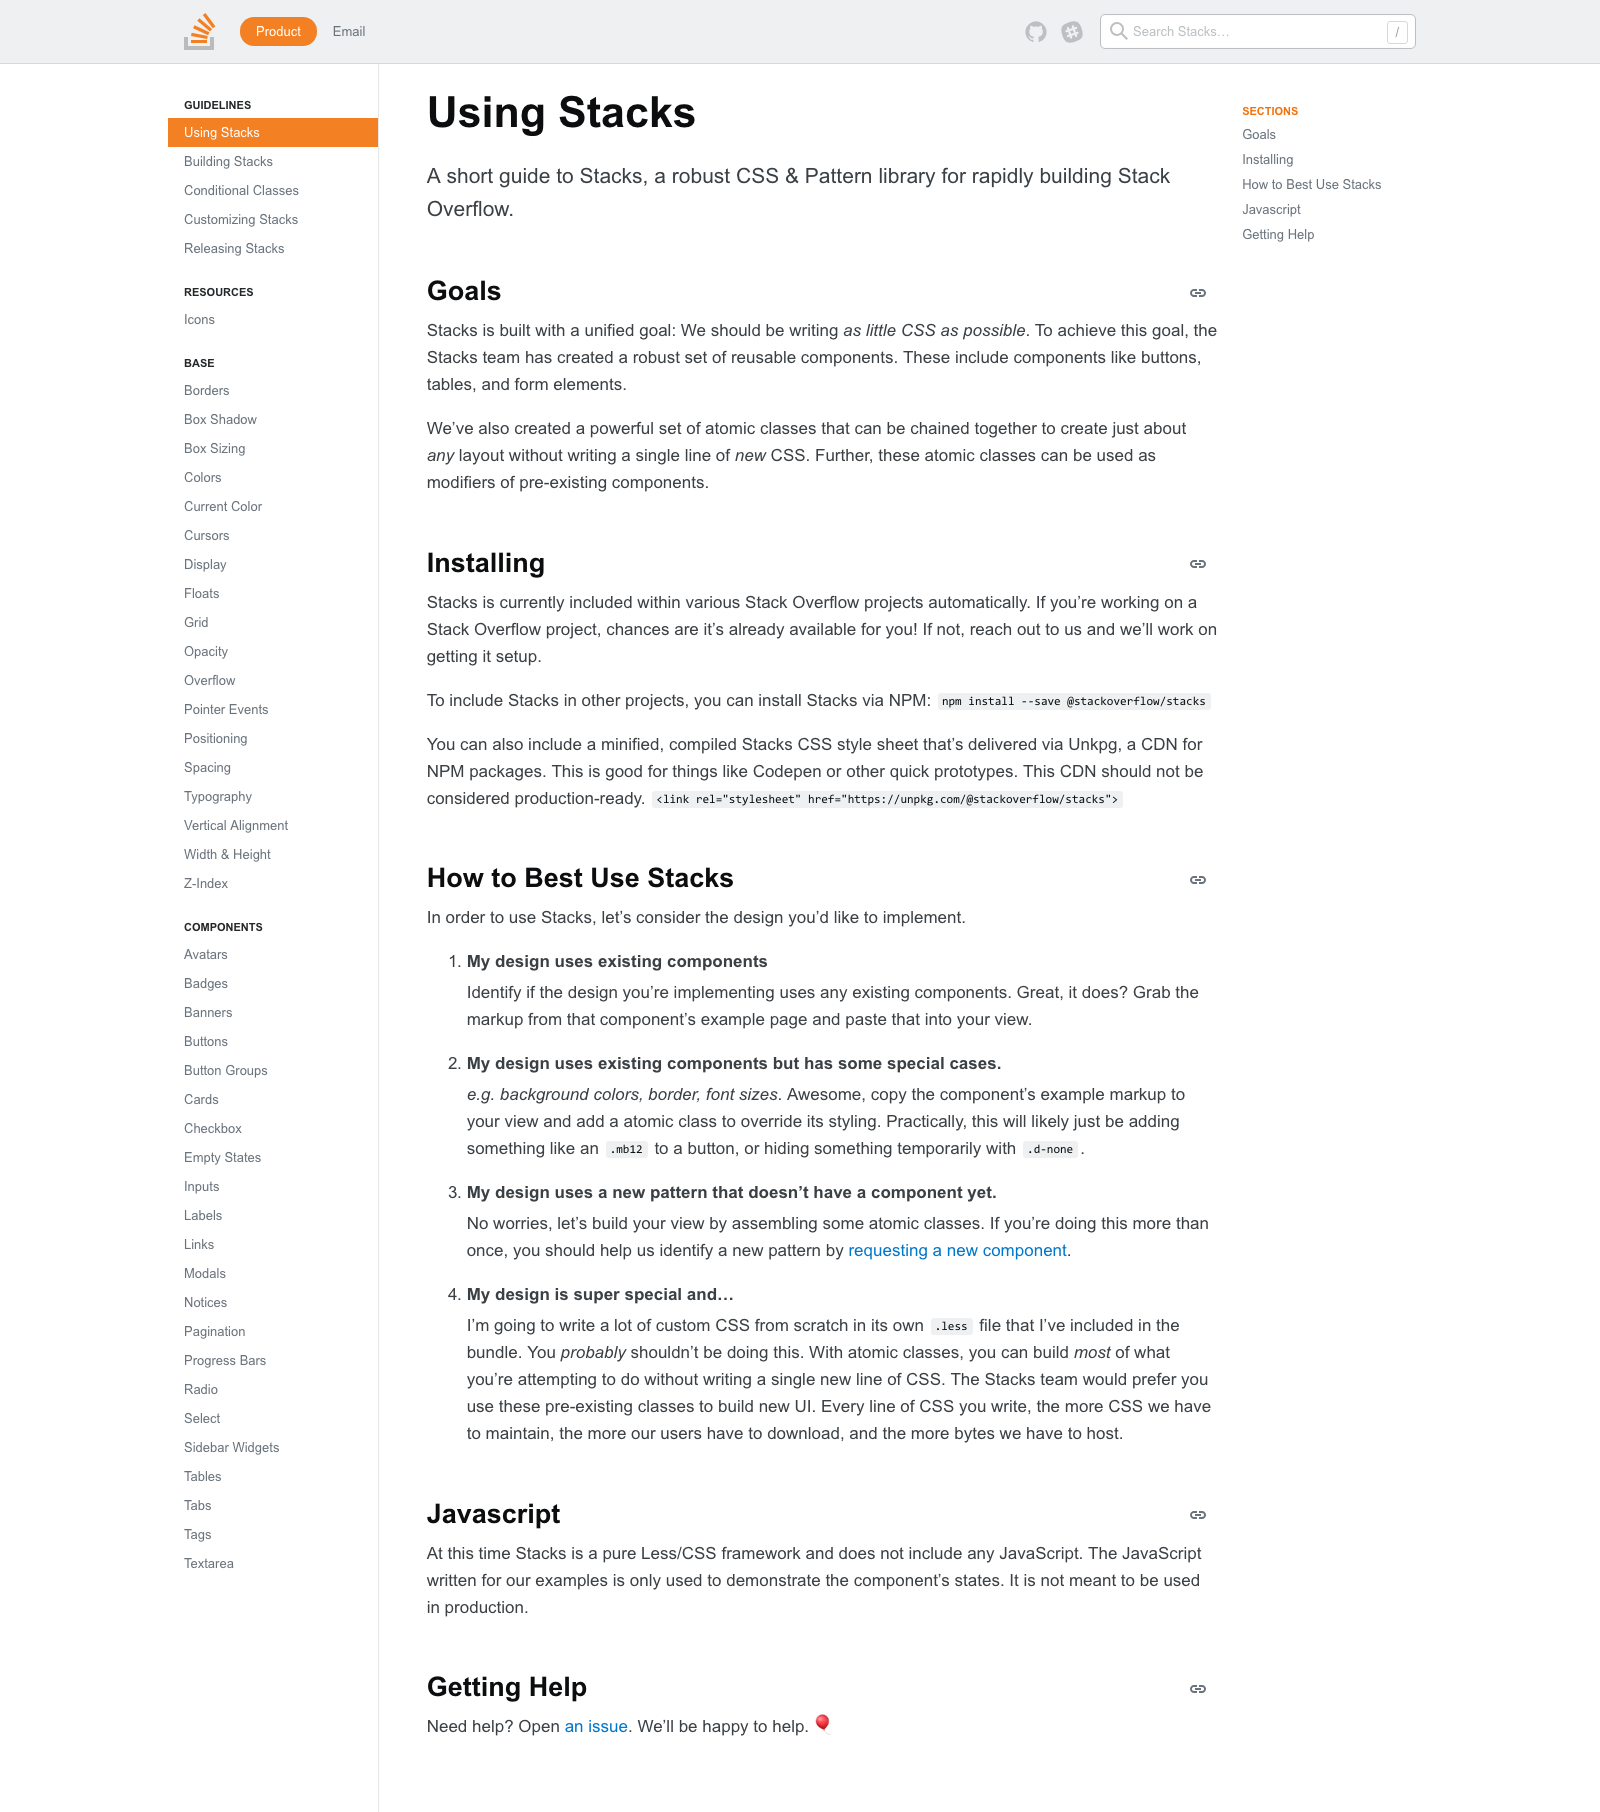 Product
Email
Search Stacks...
/
GUIDELINES
Using Stacks
Building Stacks
Conditional Classes
Customizing Stacks
Releasing Stacks
RESOURCES
Icons
BASE
Borders
Box Shadow
Box Sizing
Colors
Current Color
Cursors
Display
Floats
Grid
Opacity
Overflow
Pointer Events
Positioning
Spacing
Typography
Vertical Alignment
Width & Height
Z-Index
COMPONENTS
Avatars
Badges
Banners
Buttons
Button Groups
Cards
Checkbox
Empty States
Inputs
Labels
Links
Modals
Notices
Pagination
Progress Bars
Radio
Select
Sidebar Widgets
Tables
Tabs
Tags
Textarea
Using Stacks
A short guide to Stacks, a robust CSS & Pattern library for rapidly building Stack
Overflow.
Goals
Stacks is built with a unified goal: We should be writing as little CSS as possible. To achieve this goal, the
Stacks team has created a robust set of reusable components. These include components like buttons,
tables, and form elements.
We’ve also created a powerful set of atomic classes that can be chained together to create just about
any layout without writing a single line of new CSS. Further, these atomic classes can be used as
modifiers of pre-existing components.
Installing
Stacks is currently included within various Stack Overflow projects automatically. If you’re working on a
Stack Overflow project, chances are it’s already available for you! If not, reach out to us and we’ll work on
getting it setup.
To include Stacks in other projects, you can install Stacks via NPM: npm install --save @stackoverflow/stacks
You can also include a minified, compiled Stacks CSS style sheet that’s delivered via Unkpg, a CDN for
NPM packages. This is good for things like Codepen or other quick prototypes. This CDN should not be
considered production-ready. <link rel="stylesheet" href="https://unpkg.com/@stackoverflow/stacks">
How to Best Use Stacks
In order to use Stacks, let’s consider the design you’d like to implement.
1. My design uses existing components
Identify if the design you’re implementing uses any existing components. Great, it does? Grab the
markup from that component’s example page and paste that into your view.
2. My design uses existing components but has some special cases.
e.g. background colors, border, font sizes. Awesome, copy the component’s example markup to
your view and add a atomic class to override its styling. Practically, this will likely just be adding
something like an .mb12 to a button, or hiding something temporarily with .d-none .
3. My design uses a new pattern that doesn’t have a component yet.
No worries, let’s build your view by assembling some atomic classes. If you’re doing this more than
once, you should help us identify a new pattern by requesting a new component.
4. My design is super special and…
I’m going to write a lot of custom CSS from scratch in its own .less file that I’ve included in the
bundle. You probably shouldn’t be doing this. With atomic classes, you can build most of what
you’re attempting to do without writing a single new line of CSS. The Stacks team would prefer you
use these pre-existing classes to build new UI. Every line of CSS you write, the more CSS we have
to maintain, the more our users have to download, and the more bytes we have to host.
Javascript
At this time Stacks is a pure Less/CSS framework and does not include any JavaScript. The JavaScript
written for our examples is only used to demonstrate the component’s states. It is not meant to be used
in production.
Getting Help
Need help? Open an issue. We’ll be happy to help. 🎈
SECTIONS
Goals
Installing
How to Best Use Stacks
Javascript
Getting Help